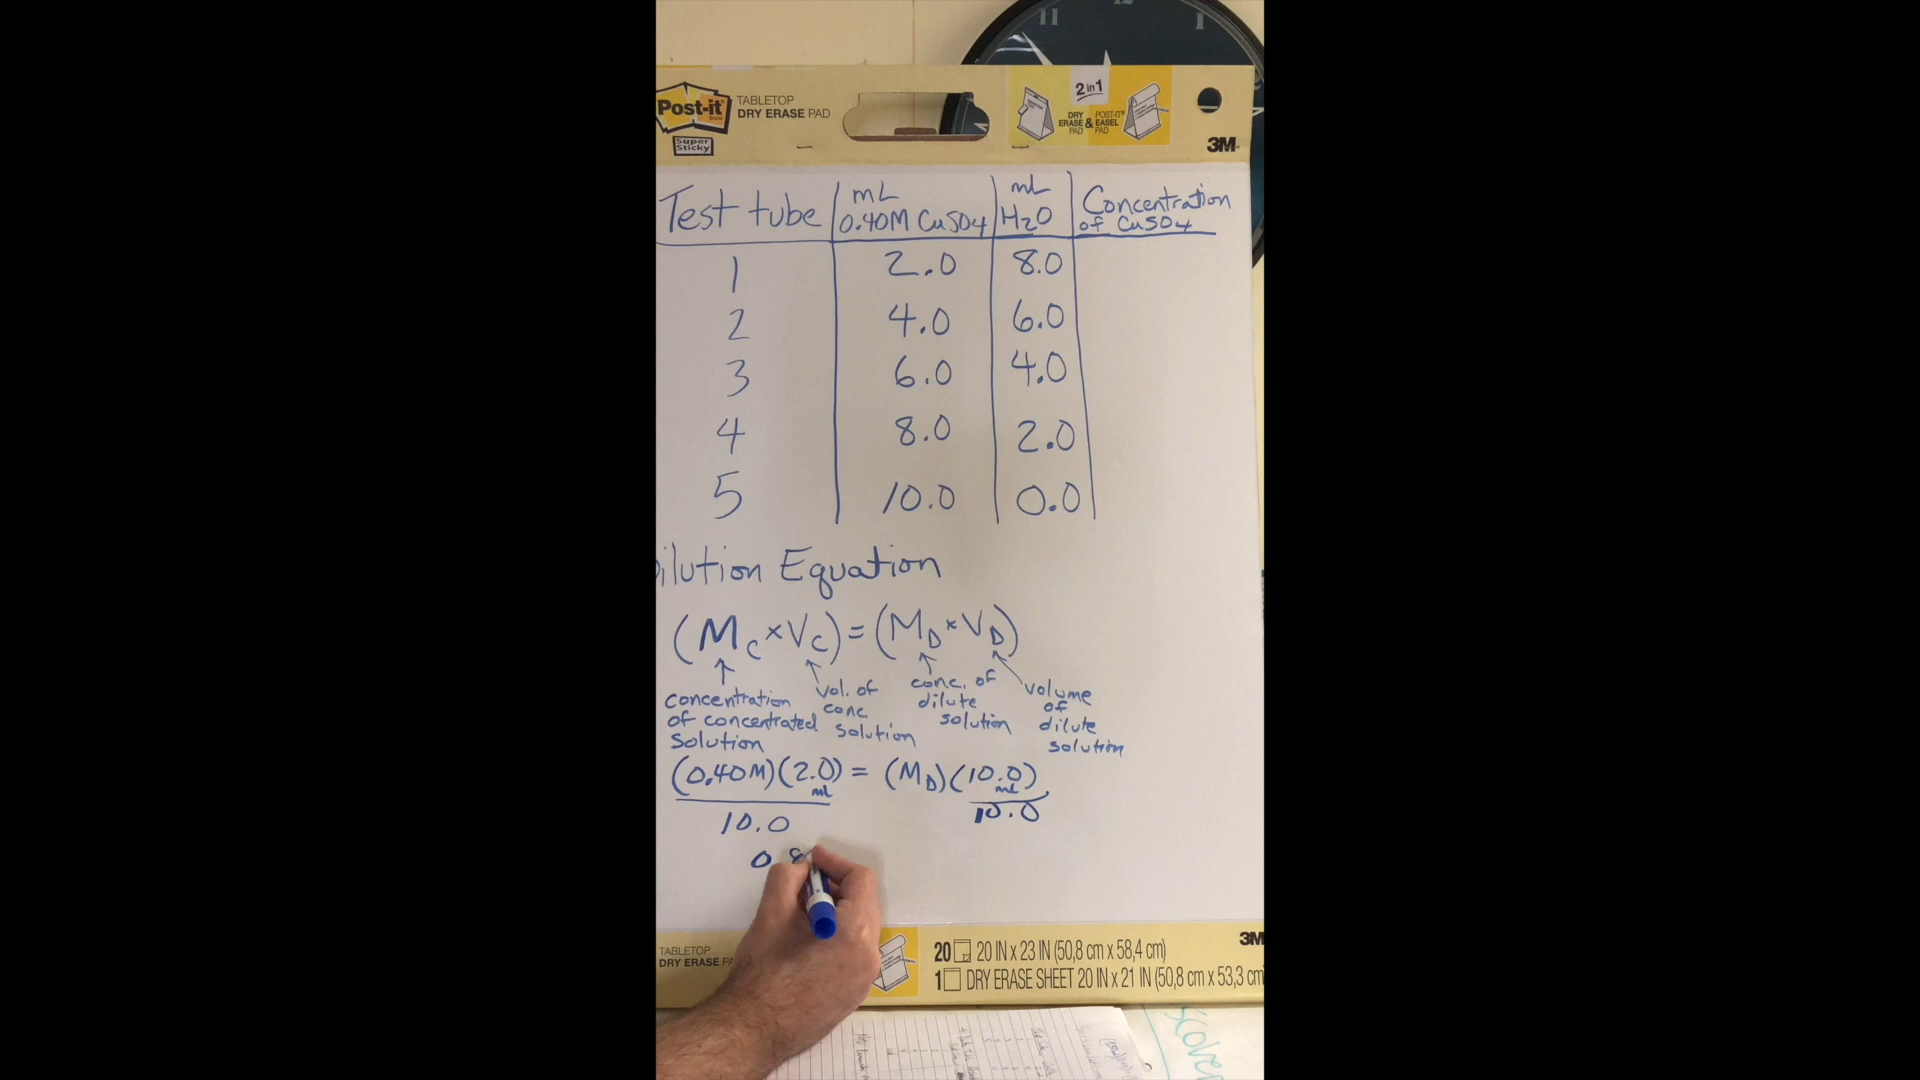 11 12 1
Post-it
Brand
Super
Sticky
TABLETOP
DRY ERASE PAD
2 in 1
DRY
ERASE
PAD
&
POST-IT®
EASEL
PAD
3M
Test tube | mL 0.40M CuSO4 | mL H2O | Concentration of CuSO4
1 2.0 8.0
2 4.0 6.0
3 6.0 4.0
4 8.0 2.0
5 10.0 0.0
ilution Equation
(MC × VC) = (MD × VD)
concentration
of concentrated
solution
vol. of
conc
solution
conc. of
dilute
solution
volume
of
dilute
solution
(0.40M)(2.0 ml) = (MD)(10.0 ml)
10.0 10.0
0 8
TABLETOP
DRY ERASE PA
20 20 IN x 23 IN (50,8 cm x 58,4 cm)
1 DRY ERASE SHEET 20 IN x 21 IN (50,8 cm x 53,3 cm
3M